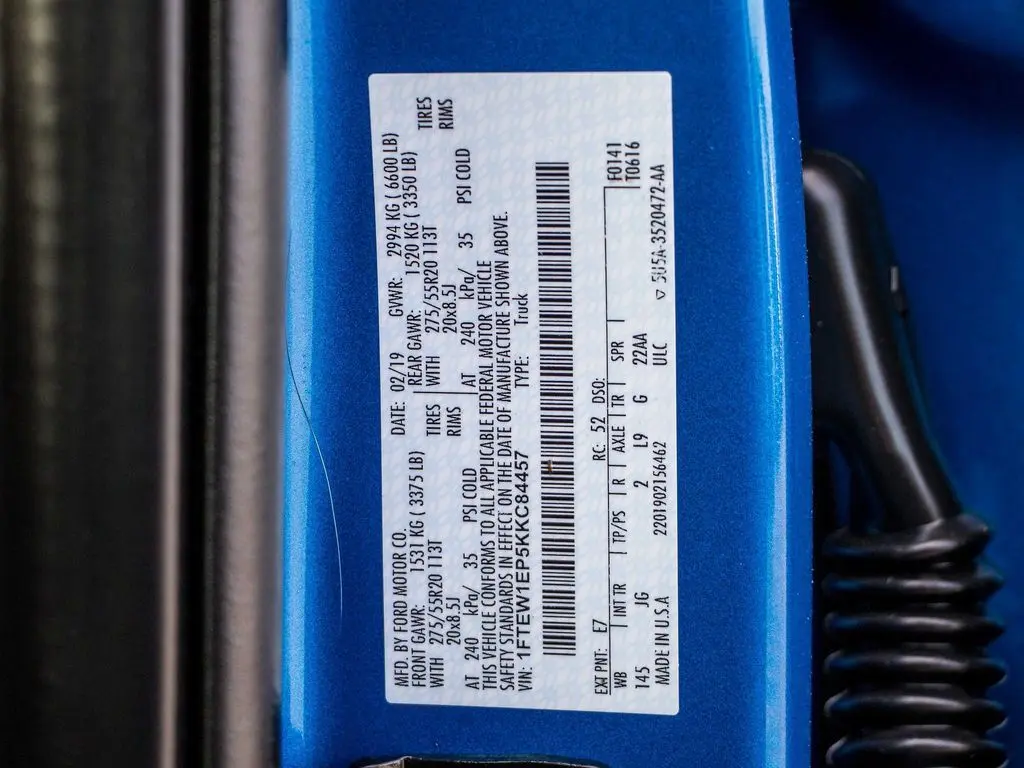 MFD. BY FORD MOTOR CO. DATE: 02/19 GVWR: 2994 KG ( 6600 LB)
FRONT GAWR: 1531 KG ( 3375 LB) REAR GAWR: 1520 KG ( 3350 LB)
WITH 275/55R20 113T TIRES WITH 275/55R20 113T TIRES
20x8.5J RIMS 20x8.5J RIMS
AT 240 kPa/ 35 PSI COLD AT 240 kPa/ 35 PSI COLD
THIS VEHICLE CONFORMS TO ALL APPLICABLE FEDERAL MOTOR VEHICLE
SAFETY STANDARDS IN EFFECT ON THE DATE OF MANUFACTURE SHOWN ABOVE.
VIN: 1FTEW1EP5KKC84457 TYPE: Truck
EXT PNT: E7 RC: 52 DSO: F0141
WB INT TR TP/PS R AXLE TR SPR T0616
145 JG 2 L9 G 22AA
MADE IN U.S.A 2201902156462 ULC ▽ 5U5A-3520472-AA